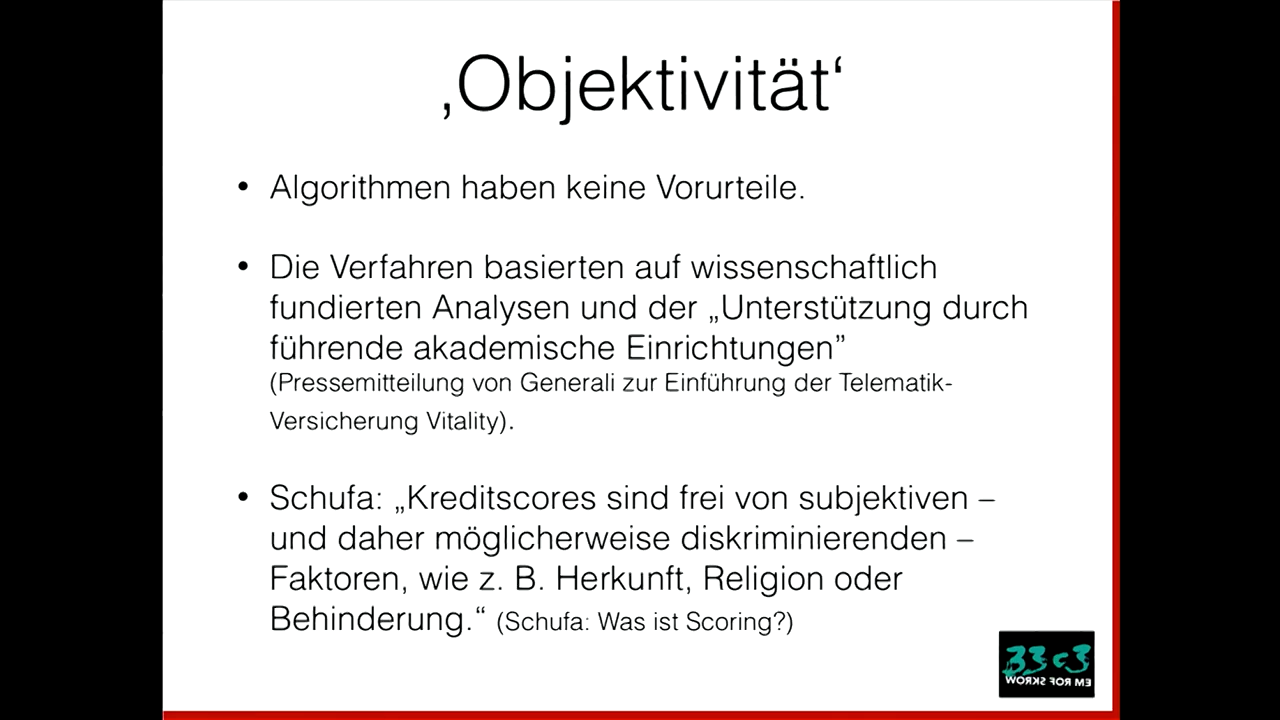 ‚Objektivität‘
• Algorithmen haben keine Vorurteile.
• Die Verfahren basierten auf wissenschaftlich
fundierten Analysen und der „Unterstützung durch
führende akademische Einrichtungen”
(Pressemitteilung von Generali zur Einführung der Telematik-
Versicherung Vitality).
• Schufa: „Kreditscores sind frei von subjektiven –
und daher möglicherweise diskriminierenden –
Faktoren, wie z. B. Herkunft, Religion oder
Behinderung.“ (Schufa: Was ist Scoring?)
33c3
WORKS FOR ME